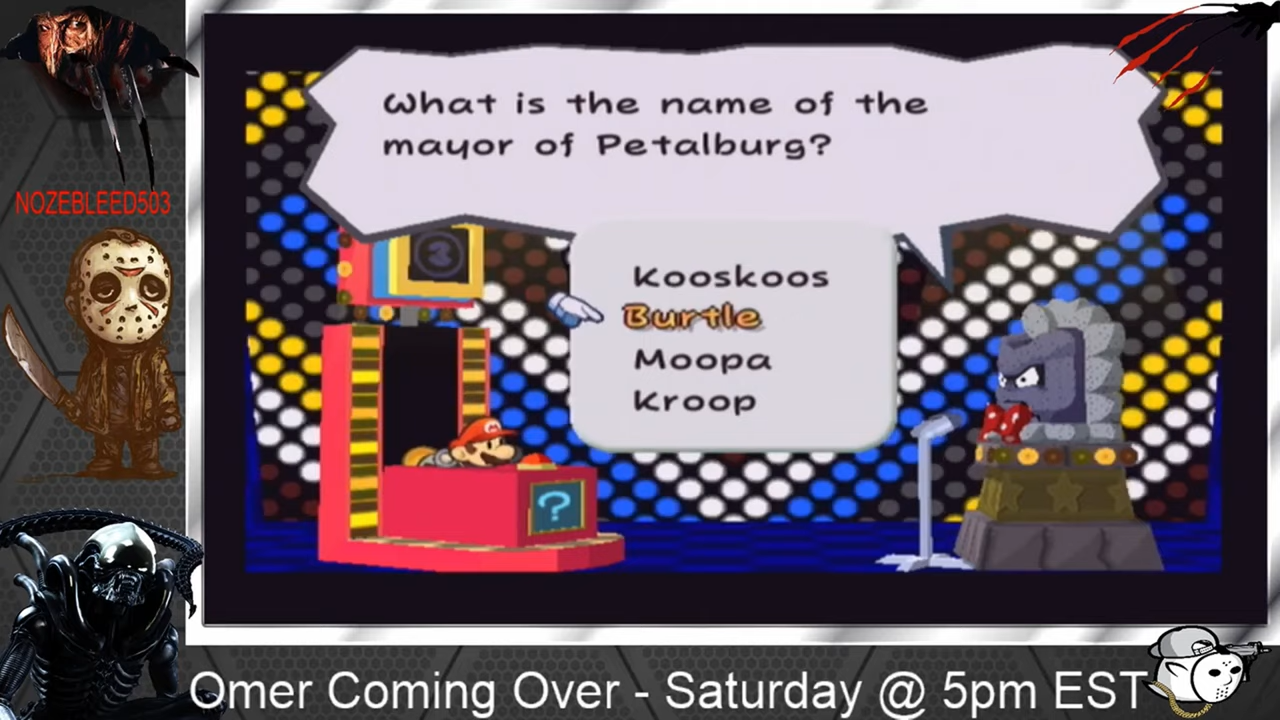 What is the name of the
mayor of Petalburg?
NOZEBLEED503
Kooskoos
Burtle
Moopa
Kroop
?
Omer Coming Over - Saturday @ 5pm EST